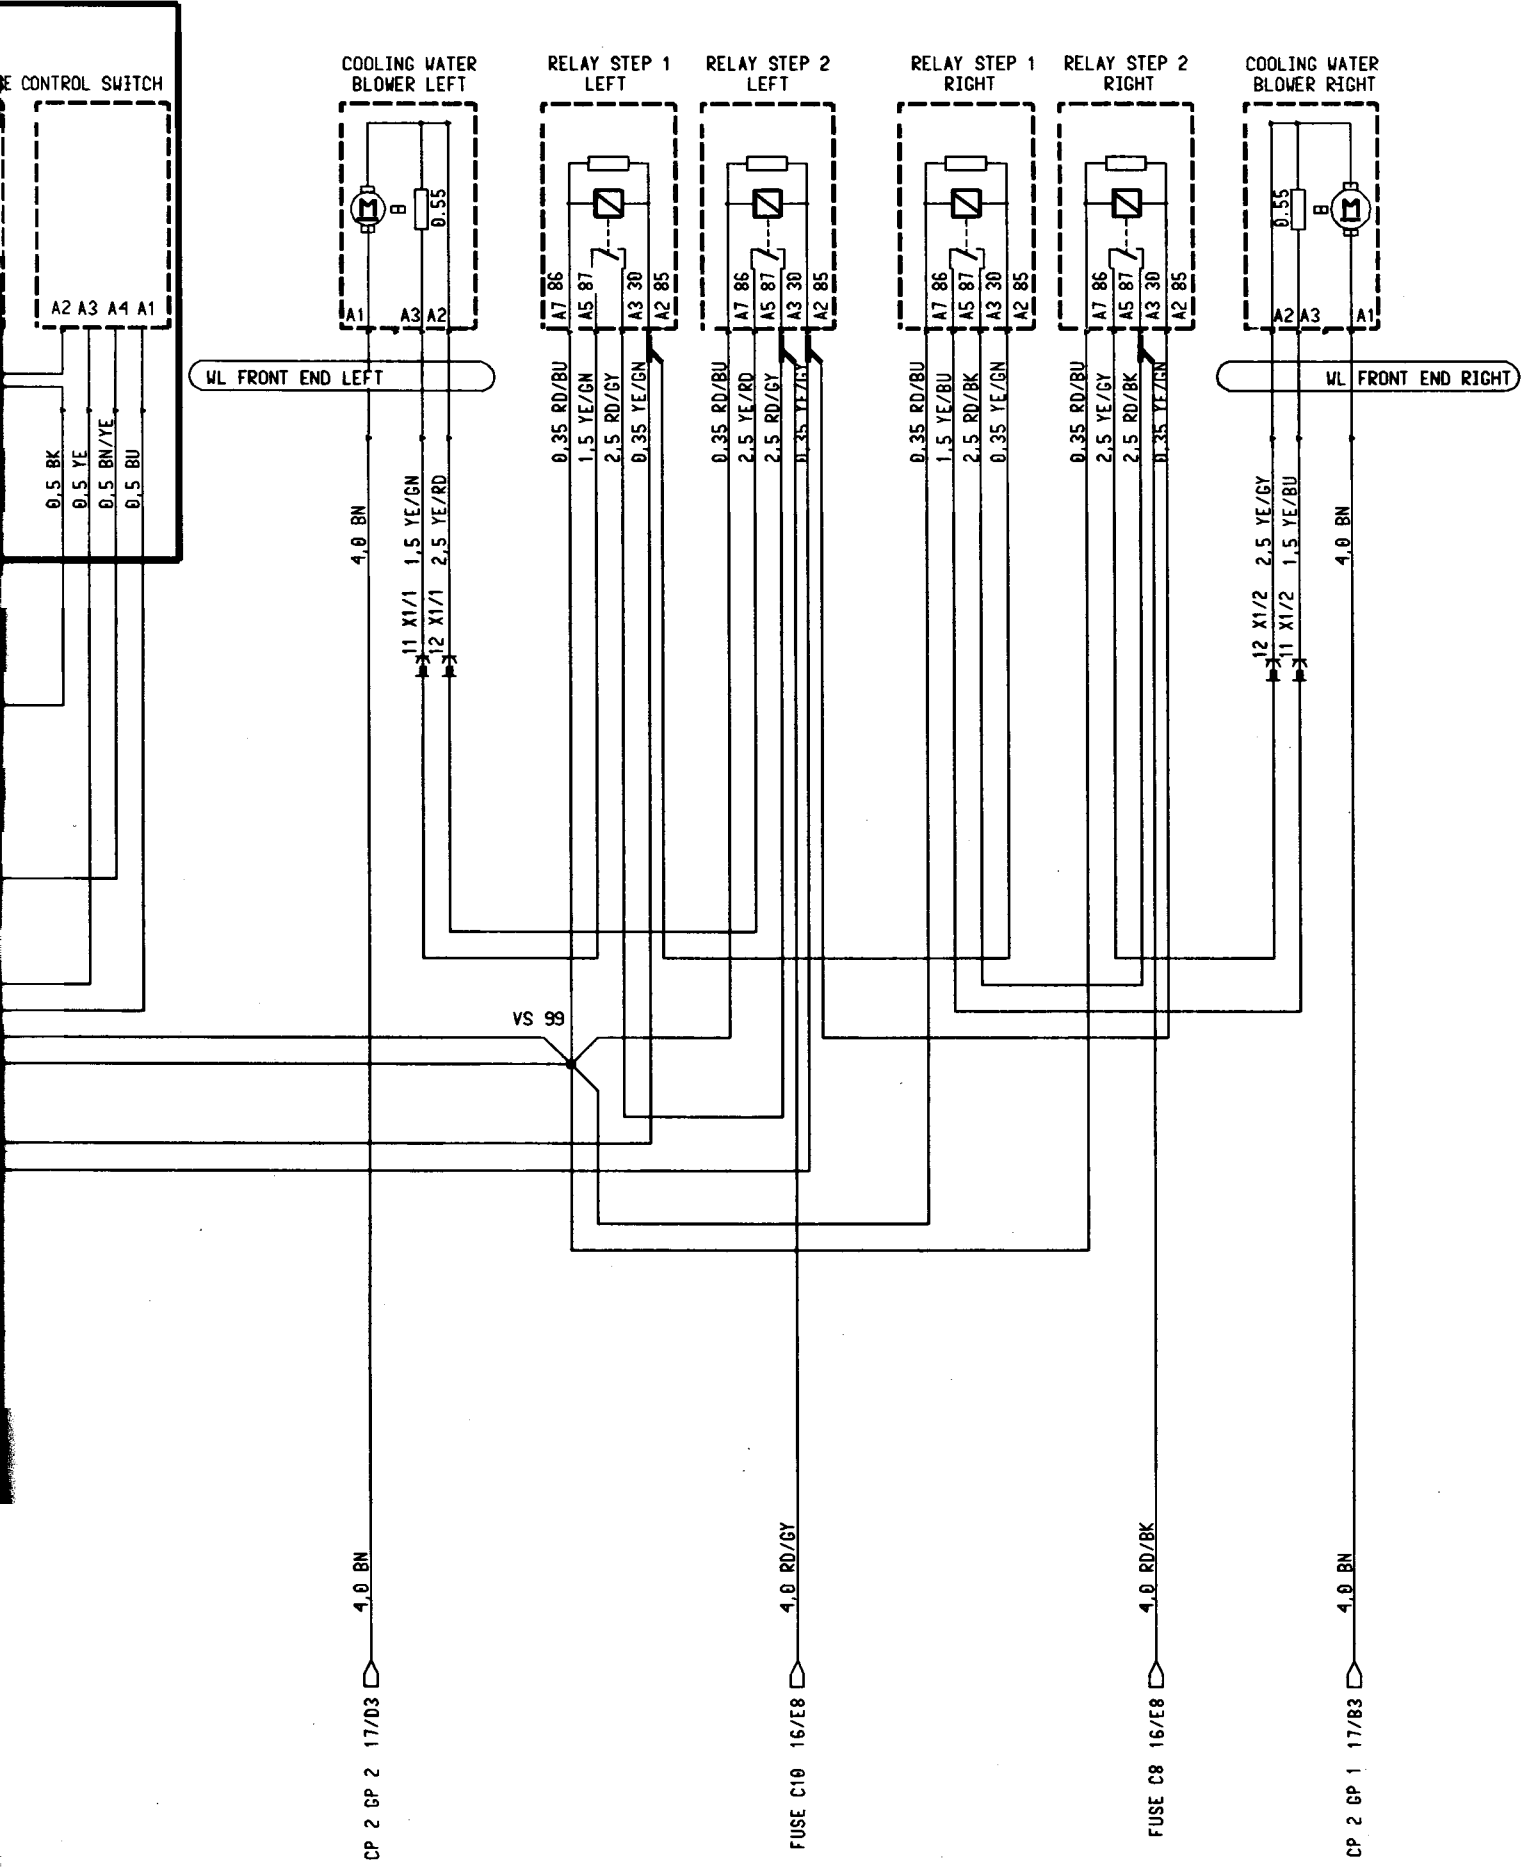 E CONTROL SWITCH
A2 A3 A4 A1
0,5 BK
0,5 YE
0,5 BN/YE
0,5 BU
COOLING WATER
BLOWER LEFT
M
0.55
A1 A3 A2
WL FRONT END LEFT
4,0 BN
1,5 YE/GN
2,5 YE/RD
11 X1/1
12 X1/1
RELAY STEP 1
LEFT
A7 86
A5 87
A3 30
A2 85
0,35 RD/BU
1,5 YE/GN
2,5 RD/GY
0,35 YE/GN
RELAY STEP 2
LEFT
A7 86
A5 87
A3 30
A2 85
0,35 RD/BU
2,5 YE/RD
2,5 RD/GY
0,35 YE/GY
RELAY STEP 1
RIGHT
A7 86
A5 87
A3 30
A2 85
0,35 RD/BU
1,5 YE/BU
2,5 RD/BK
0,35 YE/GN
RELAY STEP 2
RIGHT
A7 86
A5 87
A3 30
A2 85
0,35 RD/BU
2,5 YE/GY
2,5 RD/BK
0,35 YE/GN
COOLING WATER
BLOWER RIGHT
0.55
M
A2 A3 A1
WL FRONT END RIGHT
2,5 YE/GY
1,5 YE/BU
4,0 BN
12 X1/2
11 X1/2
VS 99
4,0 BN
4,0 RD/GY
4,0 RD/BK
4,0 BN
CP 2 GP 2 17/D3
FUSE C10 16/E8
FUSE C8 16/E8
CP 2 GP 1 17/B3